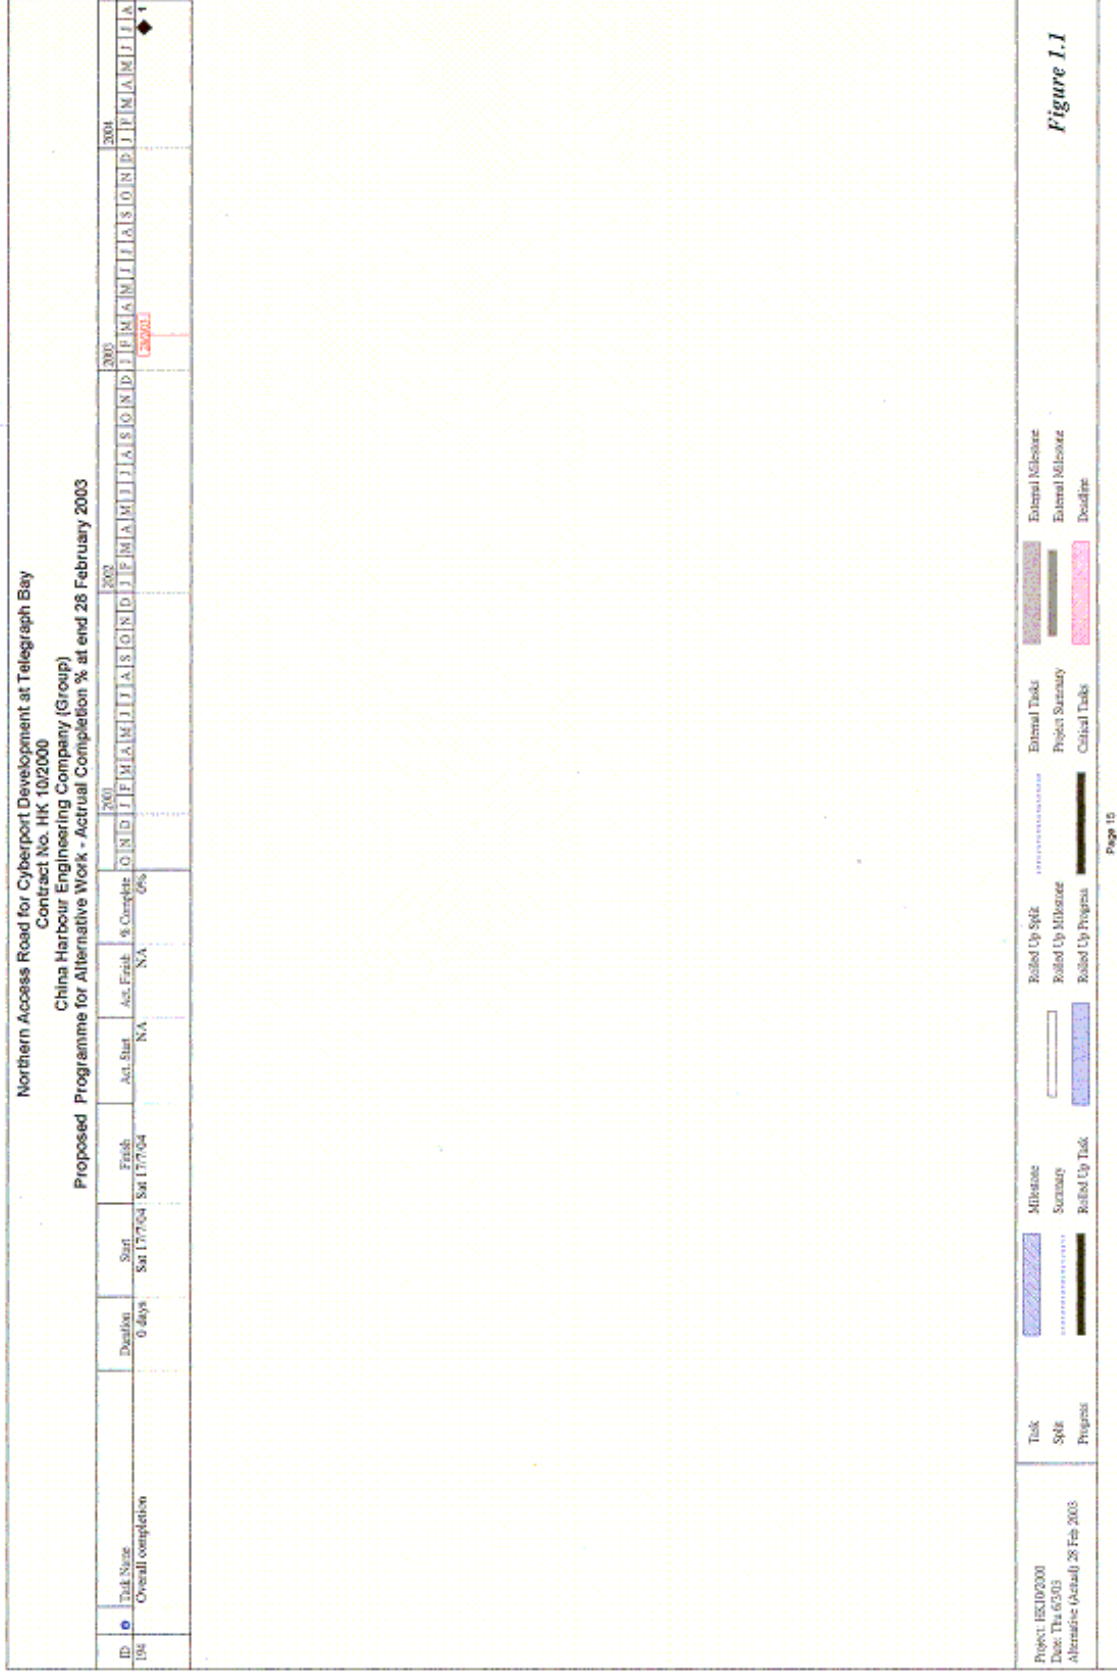 Northern Access Road for Cyberport Development at Telegraph Bay
Contract No. HK 10/2000
China Harbour Engineering Company (Group)
Proposed Programme for Alternative Work - Actrual Completion % at end 28 February 2003
ID Task Name Duration Start Finish Act. Start Act. Finish % Complete
2001 2002 2003 2004
O N D J F M A M J J A S O N D J F M A M J J A S O N D J F M A M J J A S O N D J F M A M J J A
194 Overall completion 0 days Sat 17/7/04 Sat 17/7/04 NA NA 0%
28/2/03
1
Project: HK10/2000
Date: Thu 6/3/03
Alternative (Actual) 28 Feb 2003
Task Milestone Rolled Up Split External Tasks External Milestone
Split Summary Rolled Up Milestone Project Summary External Milestone
Progress Rolled Up Task Rolled Up Progress Critical Tasks Deadline
Figure 1.1
Page 15